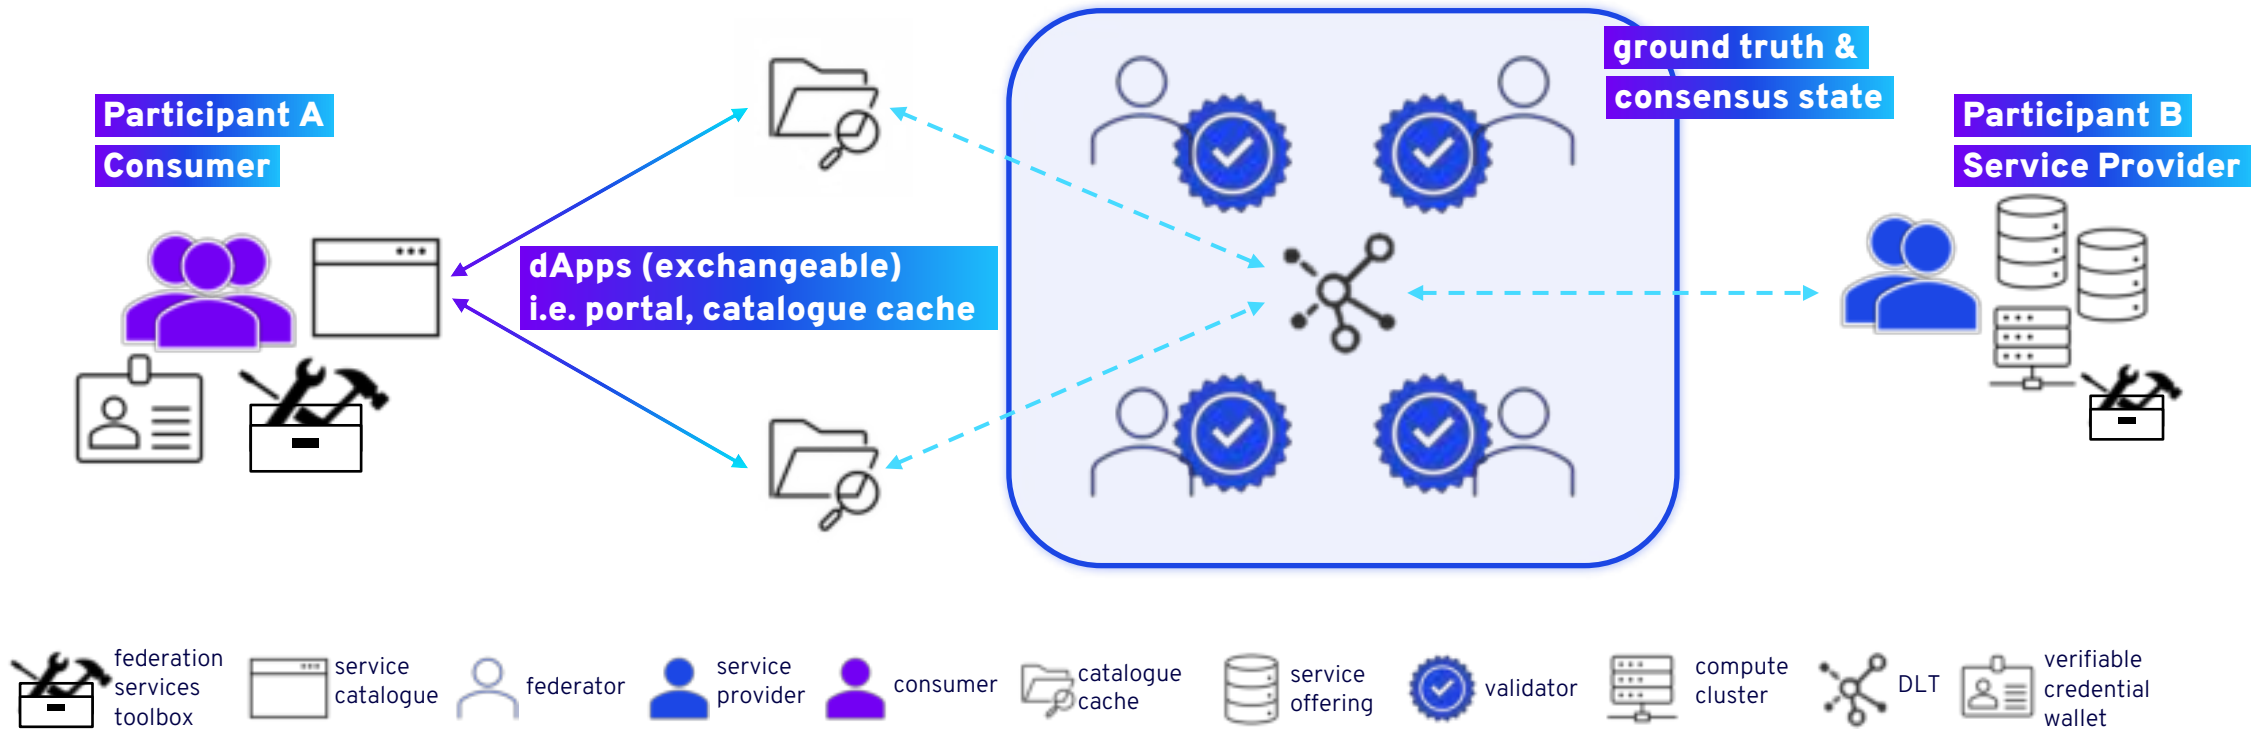 ground truth &
consensus state
Participant A
Consumer
Participant B
Service Provider
dApps (exchangeable)
i.e. portal, catalogue cache
federation
services
toolbox
service
catalogue
federator
service
provider
consumer
catalogue
cache
service
offering
validator
compute
cluster
DLT
verifiable
credential
wallet